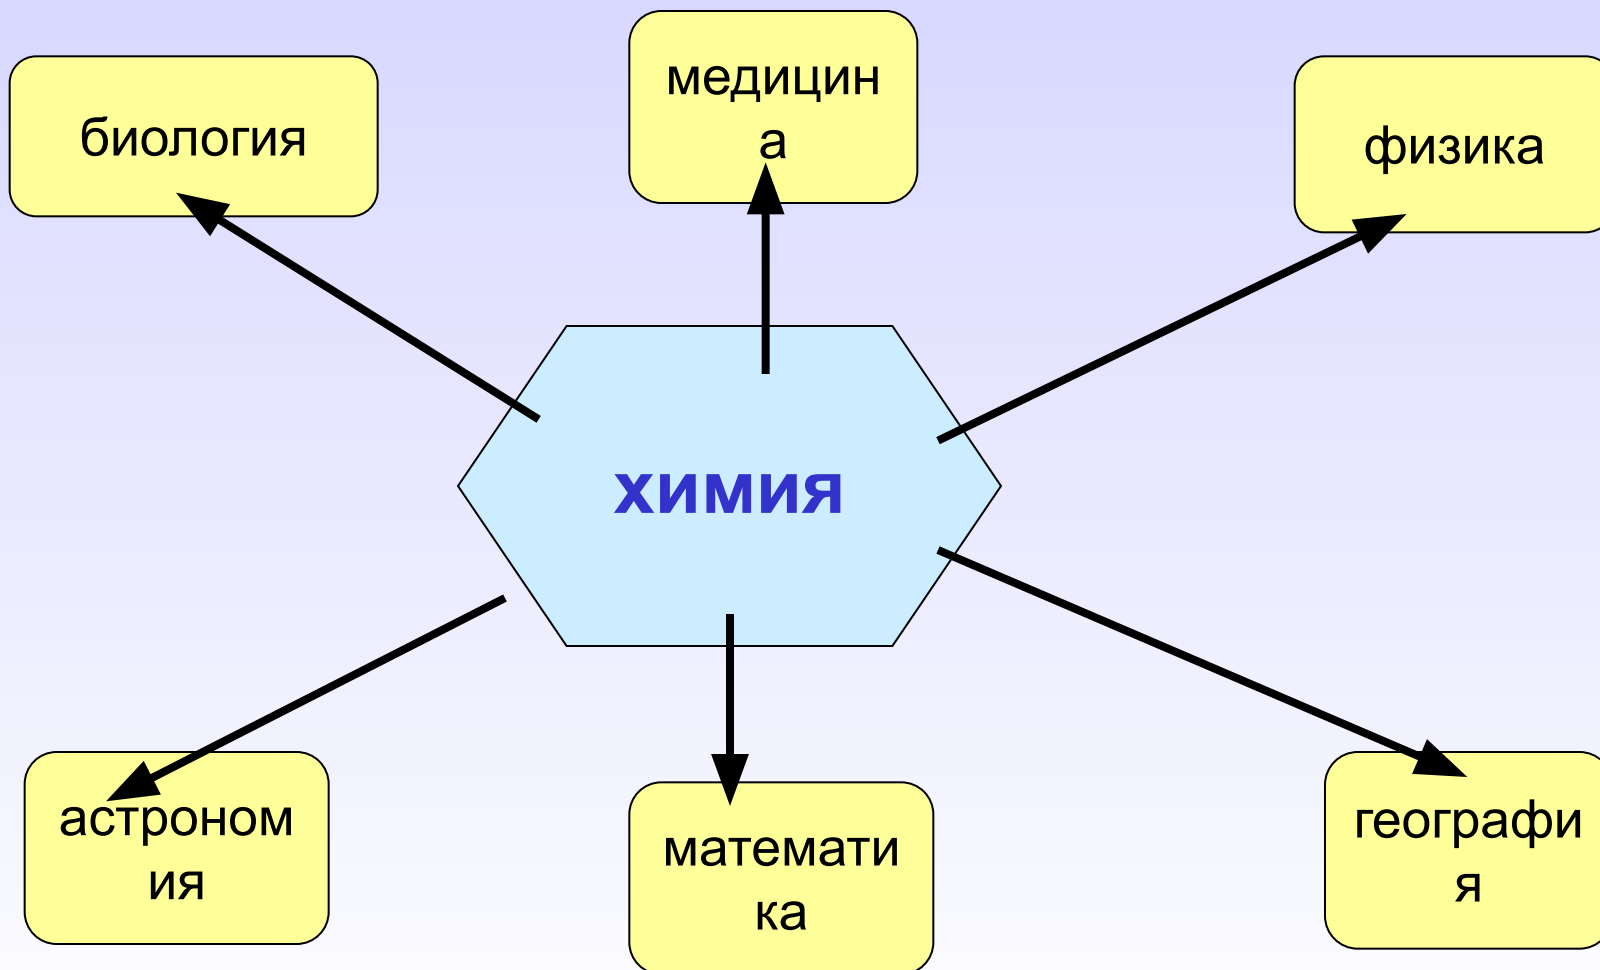 биология
медицин
а
физика
химия
астроном
ия
математи
ка
географи
я